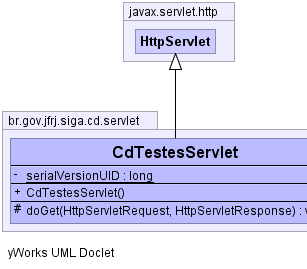 javax.servlet.http
HttpServlet
br.gov.jfrj.siga.cd.servlet
CdTestesServlet
- serialVersionUID : long
+ CdTestesServlet()
# doGet(HttpServletRequest, HttpServletResponse) :
yWorks UML Doclet